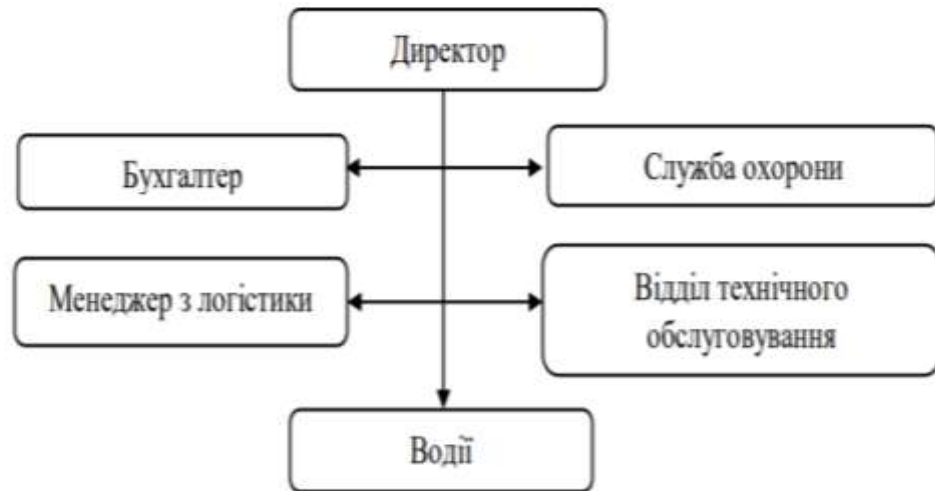 Директор
Бухгалтер
Служба охорони
Менеджер з логістики
Відділ технічного
обслуговування
Водії